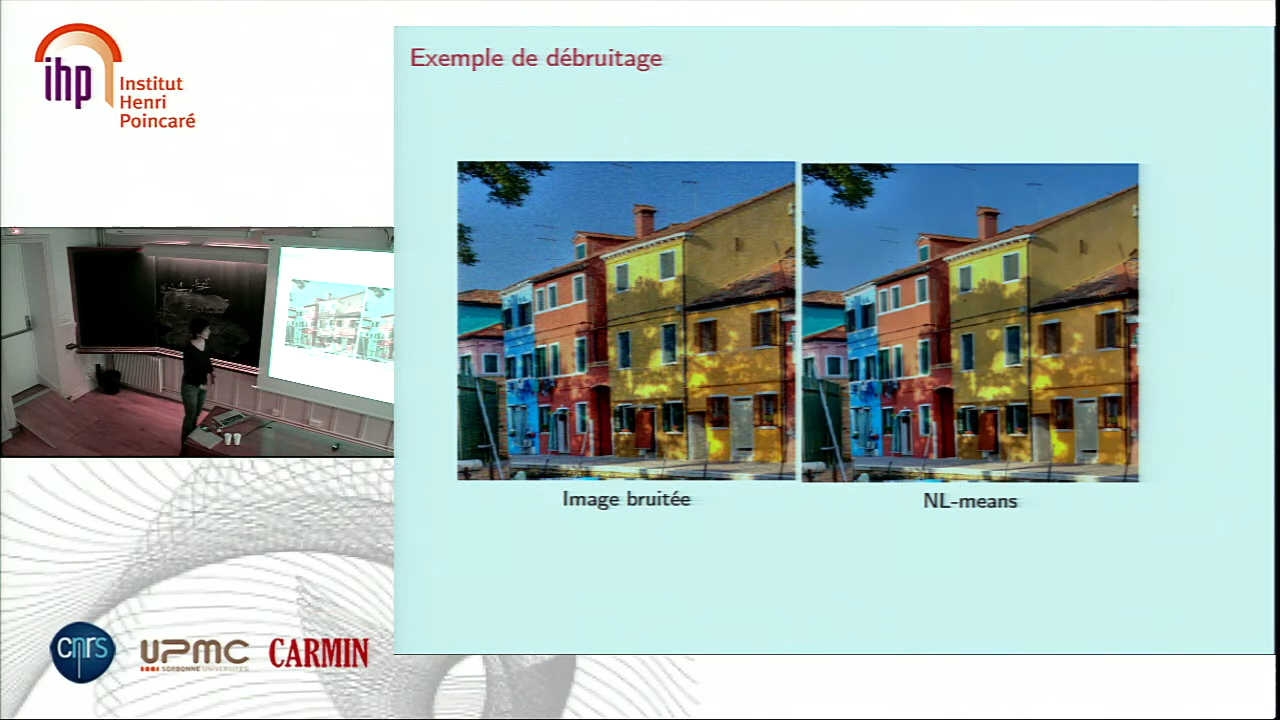 ihp
Institut
Henri
Poincaré
Exemple de débruitage
Image bruitée
NL-means
cnrs
UPMC
SORBONNE UNIVERSITÉS
CARMIN